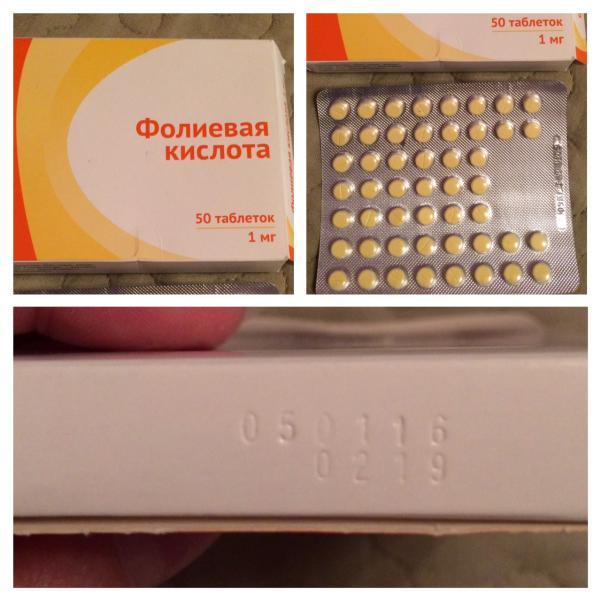 Фолиевая
кислота
50 таблеток
1 мг
50 таблеток
1 мг
050116
0219